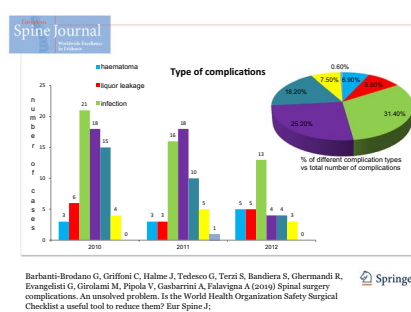 European
Spine Journal
Worldwide Excellence
in Evidence
haematoma
liquor leakage
infection
Type of complications
number of cases
25
20
15
10
5
0
3
6
21
18
15
4
0
3
3
16
18
10
5
1
5
5
13
4
4
3
0
2010
2011
2012
0.60%
7.50%
6.90%
18.20%
31.40%
25.20%
% of different complication types
vs total number of complications
Barbanti-Brodano G, Griffoni C, Halme J, Tedesco G, Terzi S, Bandiera S, Ghermandi R,
Evangelisti G, Girolami M, Pipola V, Gasbarrini A, Falavigna A (2019) Spinal surgery
complications. An unsolved problem. Is the World Health Organization Safety Surgical
Checklist a useful tool to reduce them? Eur Spine J;
Springe